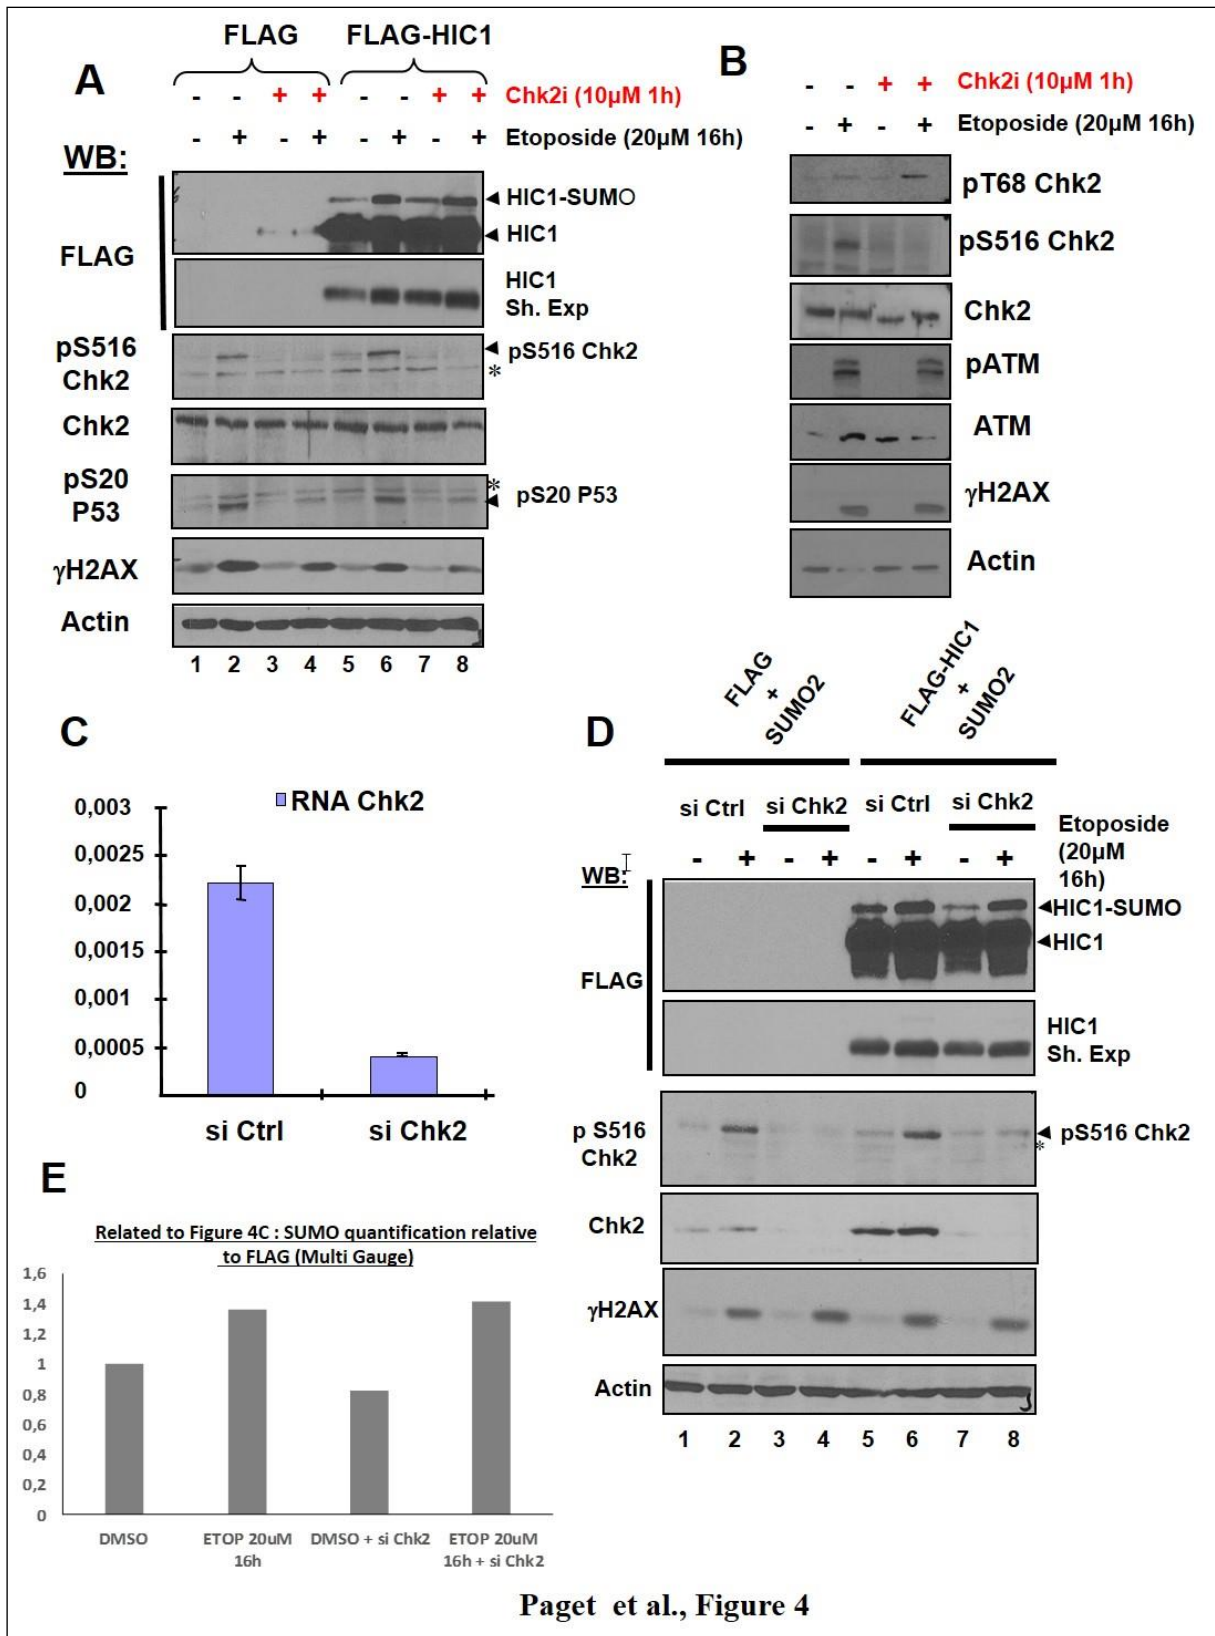 FLAG FLAG-HIC1
A
- - + + - - + + Chk2i (10µM 1h)
- + - + - + - + Etoposide (20µM 16h)
WB:
FLAG
HIC1-SUMO
HIC1
HIC1
Sh. Exp
pS516
Chk2
pS516 Chk2
*
Chk2
pS20
P53
*
pS20 P53
γH2AX
Actin
1 2 3 4 5 6 7 8
B
- - + + Chk2i (10µM 1h)
- + - + Etoposide (20µM 16h)
pT68 Chk2
pS516 Chk2
Chk2
pATM
ATM
γH2AX
Actin
C
RNA Chk2
0,003
0,0025
0,002
0,0015
0,001
0,0005
0
si Ctrl si Chk2
D
FLAG
+
SUMO2
FLAG-HIC1
+
SUMO2
si Ctrl si Chk2 si Ctrl si Chk2
Etoposide
(20µM
16h)
- + - + - + - +
WB:
FLAG
HIC1-SUMO
HIC1
HIC1
Sh. Exp
p S516
Chk2
pS516 Chk2
*
Chk2
γH2AX
Actin
1 2 3 4 5 6 7 8
E
Related to Figure 4C : SUMO quantification relative
to FLAG (Multi Gauge)
1,6
1,4
1,2
1
0,8
0,6
0,4
0,2
0
DMSO
ETOP 20uM
16h
DMSO + si Chk2
ETOP 20uM
16h + si Chk2
Paget et al., Figure 4